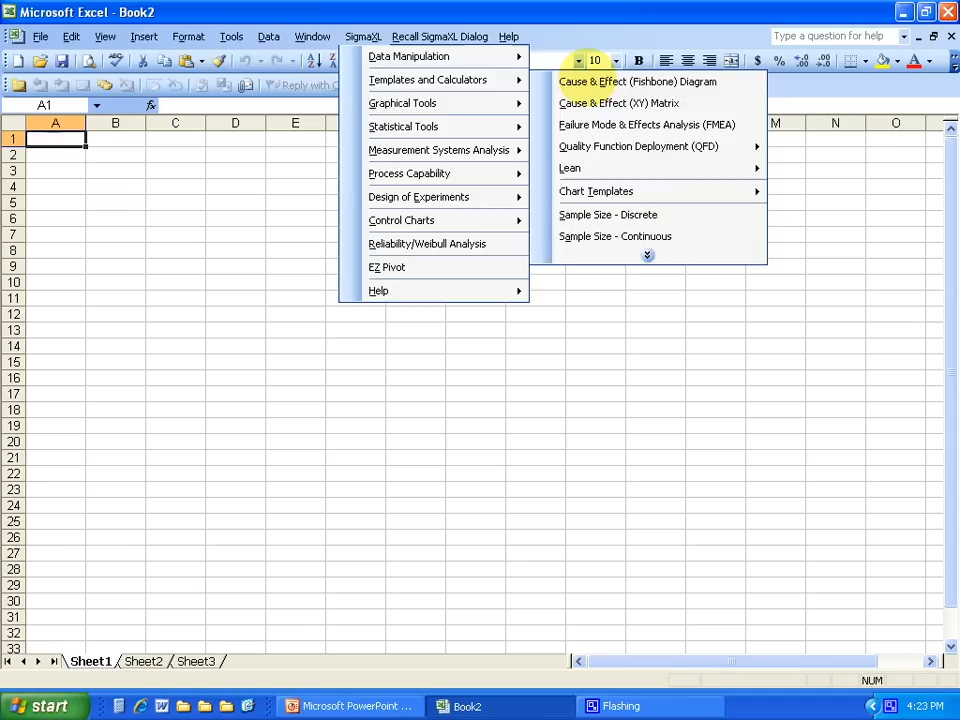 Microsoft Excel - Book2
File Edit View Insert Format Tools Data Window SigmaXL Recall SigmaXL Dialog Help
Type a question for help
10 B $ %
Reply with C
A1 fx
A B C D E M N O
Data Manipulation
Templates and Calculators
Graphical Tools
Statistical Tools
Measurement Systems Analysis
Process Capability
Design of Experiments
Control Charts
Reliability/Weibull Analysis
EZ Pivot
Help
Cause & Effect (Fishbone) Diagram
Cause & Effect (XY) Matrix
Failure Mode & Effects Analysis (FMEA)
Quality Function Deployment (QFD)
Lean
Chart Templates
Sample Size - Discrete
Sample Size - Continuous
1
2
3
4
5
6
7
8
9
10
11
12
13
14
15
16
17
18
19
20
21
22
23
24
25
26
27
28
29
30
31
32
33
Sheet1 Sheet2 Sheet3
NUM
start Microsoft PowerPoint ... Book2 Flashing 4:23 PM